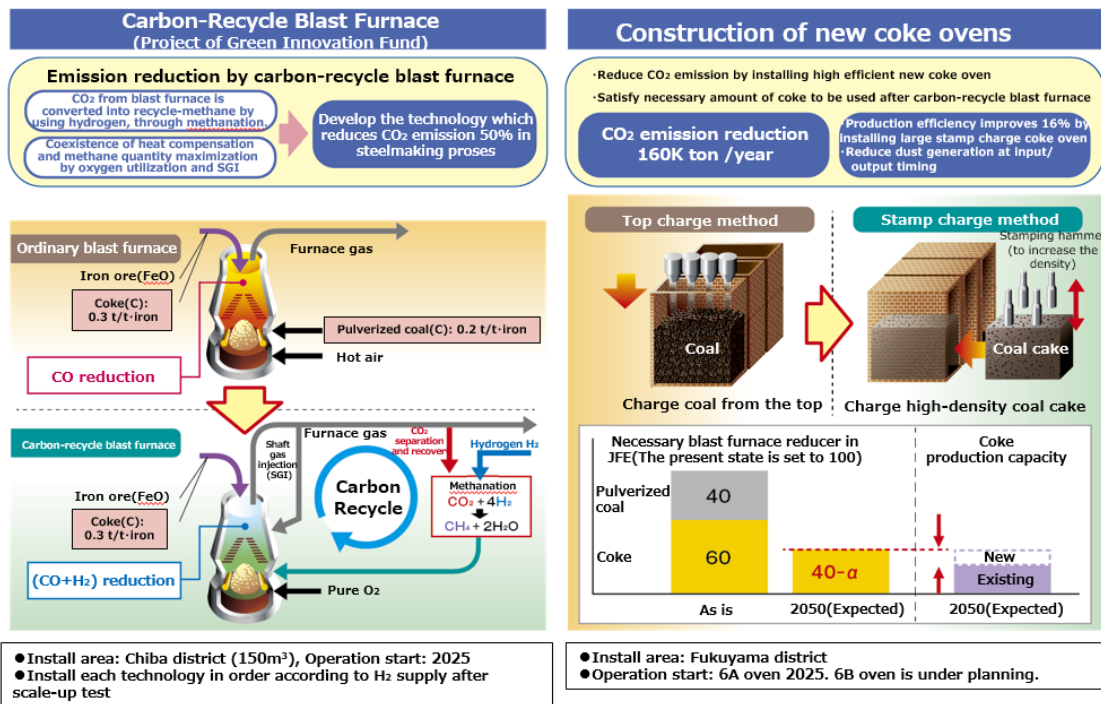 Carbon-Recycle Blast Furnace
(Project of Green Innovation Fund)
Emission reduction by carbon-recycle blast furnace
CO₂ from blast furnace is
converted into recycle-methane by
using hydrogen, through methanation.
Coexistence of heat compensation
and methane quantity maximization
by oxygen utilization and SGI
Develop the technology which
reduces CO₂ emission 50% in
steelmaking proses
Ordinary blast furnace
Furnace gas
Iron ore(FeO)
Coke(C):
0.3 t/t·iron
Pulverized coal(C): 0.2 t/t·iron
Hot air
CO reduction
Carbon-recycle blast furnace
Furnace gas
Shaft
gas
injection
(SGI)
CO₂
separation
and recovery
Hydrogen H₂
Iron ore(FeO)
Coke(C):
0.3 t/t·iron
Carbon
Recycle
Methanation
CO₂ + 4H₂
CH₄ + 2H₂O
(CO+H₂) reduction
Pure O₂
●Install area: Chiba district (150m³), Operation start: 2025
●Install each technology in order according to H₂ supply after
scale-up test
Construction of new coke ovens
·Reduce CO₂ emission by installing high efficient new coke oven
·Satisfy necessary amount of coke to be used after carbon-recycle blast furnace
CO₂ emission reduction
160K ton /year
·Production efficiency improves 16% by
installing large stamp charge coke oven
·Reduce dust generation at input/
output timing
Top charge method
Stamp charge method
Stamping hamme
(to increase the
density)
Coal
Coal cake
Charge coal from the top
Charge high-density coal cake
Necessary blast furnace reducer in
JFE(The present state is set to 100)
Coke
production capacity
Pulverized
coal
40
Coke
60
40-α
New
Existing
As is
2050(Expected)
2050(Expected)
●Install area: Fukuyama district
●Operation start: 6A oven 2025. 6B oven is under planning.